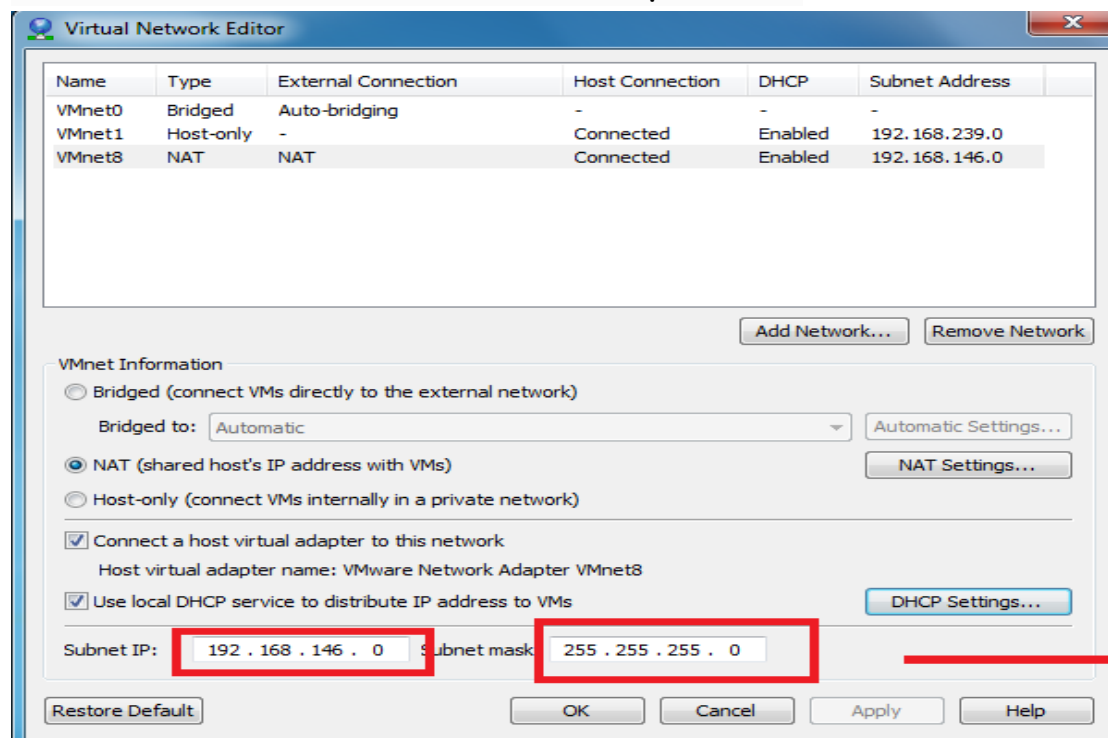 Virtual Network Editor
Name Type External Connection Host Connection DHCP Subnet Address
VMnet0 Bridged Auto-bridging - - -
VMnet1 Host-only - Connected Enabled 192.168.239.0
VMnet8 NAT NAT Connected Enabled 192.168.146.0
Add Network... Remove Network
VMnet Information
Bridged (connect VMs directly to the external network)
Bridged to: Automatic Automatic Settings...
NAT (shared host's IP address with VMs) NAT Settings...
Host-only (connect VMs internally in a private network)
Connect a host virtual adapter to this network
Host virtual adapter name: VMware Network Adapter VMnet8
Use local DHCP service to distribute IP address to VMs DHCP Settings...
Subnet IP: 192 . 168 . 146 . 0 Subnet mask 255 . 255 . 255 . 0
Restore Default OK Cancel Apply Help